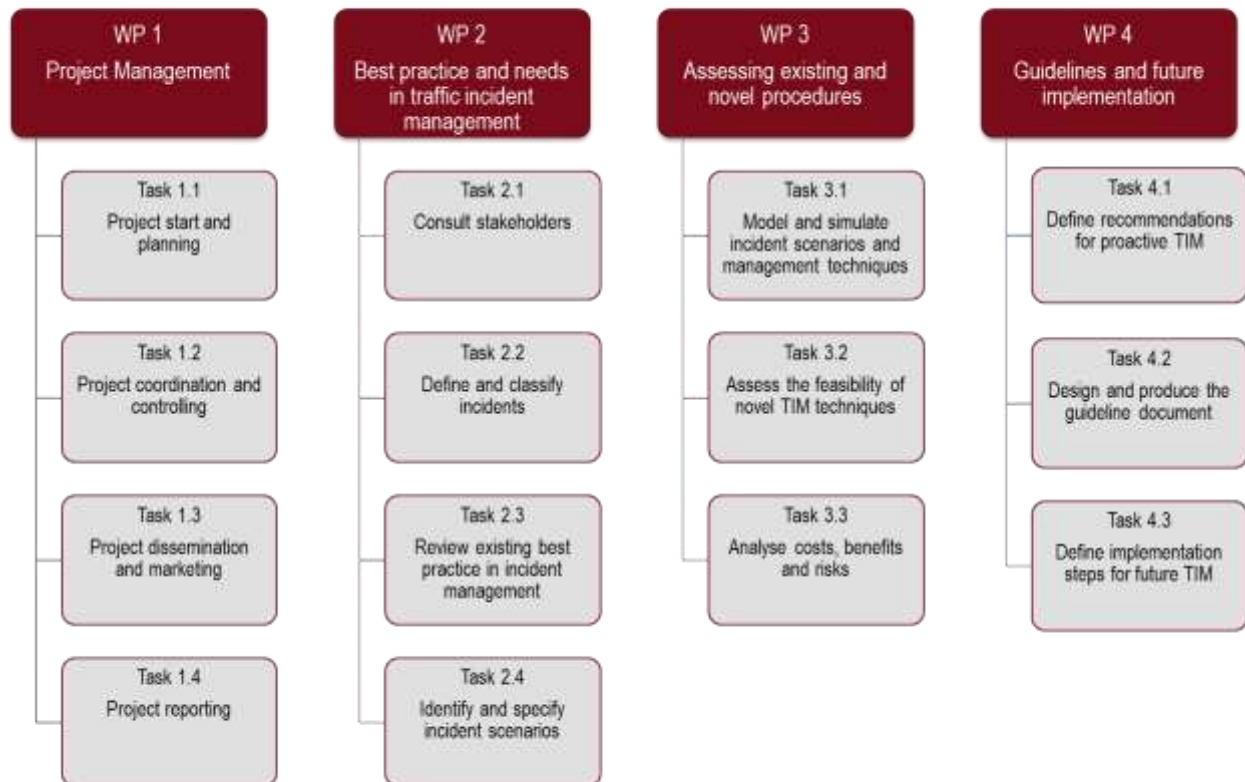 WP 1
Project Management
Task 1.1
Project start and
planning
Task 1.2
Project coordination and
controlling
Task 1.3
Project dissemination
and marketing
Task 1.4
Project reporting
WP 2
Best practice and needs
in traffic incident
management
Task 2.1
Consult stakeholders
Task 2.2
Define and classify
incidents
Task 2.3
Review existing best
practice in incident
management
Task 2.4
Identify and specify
incident scenarios
WP 3
Assessing existing and
novel procedures
Task 3.1
Model and simulate
incident scenarios and
management techniques
Task 3.2
Assess the feasibility of
novel TIM techniques
Task 3.3
Analyse costs, benefits
and risks
WP 4
Guidelines and future
implementation
Task 4.1
Define recommendations
for proactive TIM
Task 4.2
Design and produce the
guideline document
Task 4.3
Define implementation
steps for future TIM